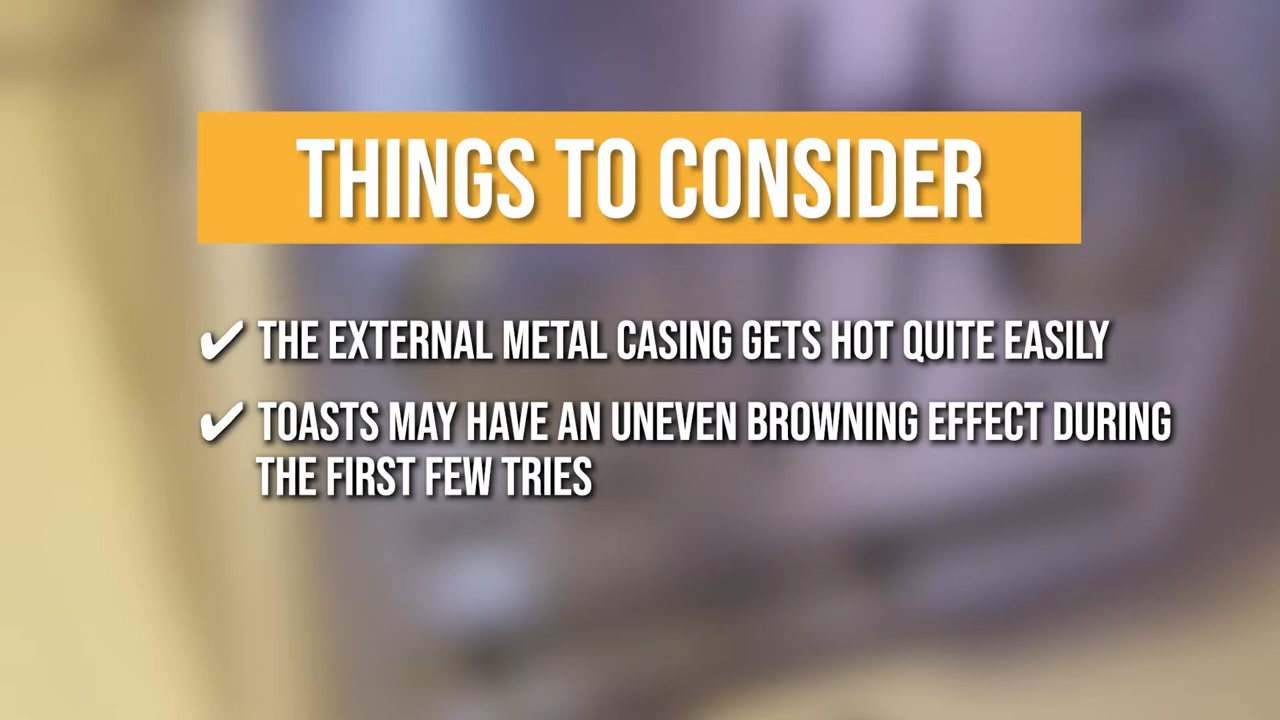 THINGS TO CONSIDER
✔ THE EXTERNAL METAL CASING GETS HOT QUITE EASILY
✔ TOASTS MAY HAVE AN UNEVEN BROWNING EFFECT DURING
THE FIRST FEW TRIES